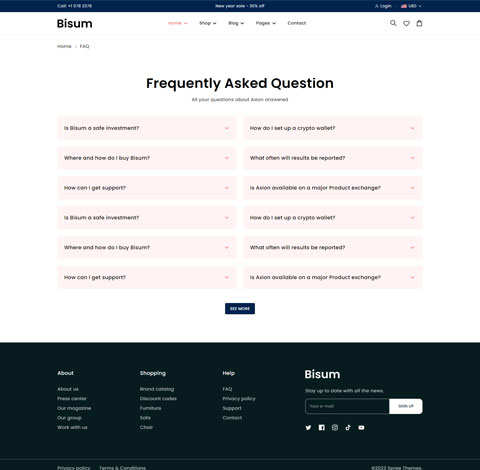 Call: +1 078 2376
New year sale - 30% off
Login
USD
Bisum
Home
Shop
Blog
Pages
Contact
Home
FAQ
Frequently Asked Question
All your questions about Axion answered
Is Bisum a safe investment?
How do I set up a crypto wallet?
Where and how do I buy Bisum?
What often will results be reported?
How can I get support?
Is Axion available on a major Product exchange?
Is Bisum a safe investment?
How do I set up a crypto wallet?
Where and how do I buy Bisum?
What often will results be reported?
How can I get support?
Is Axion available on a major Product exchange?
SEE MORE
About
About us
Press center
Our magazine
Our group
Work with us
Shopping
Brand catalog
Discount codes
Furniture
Sofa
Chair
Help
FAQ
Privacy policy
Support
Contact
Bisum
Stay up to date with all the news.
Your e-mail
SIGN UP
Privacy policy
Terms & Conditions
©2022 Spree Themes.